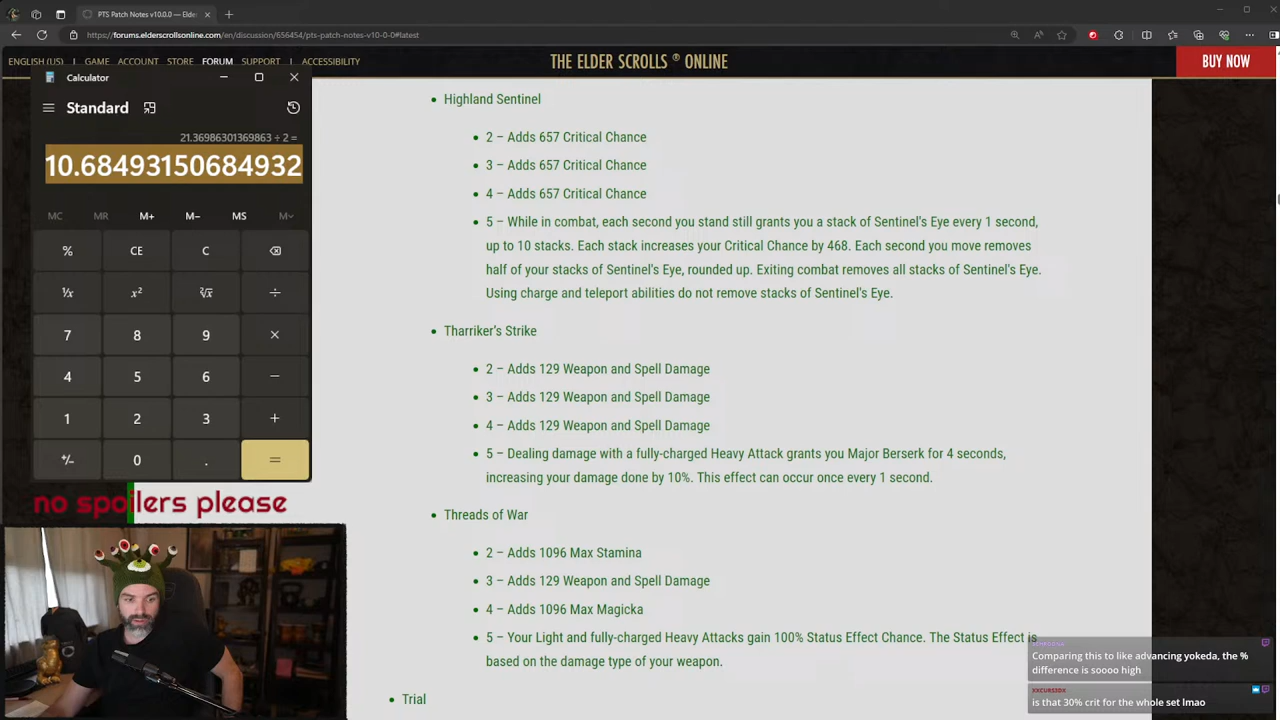 PTS Patch Notes v10.0.0 — Elder
https://forums.elderscrollsonline.com/en/discussion/656454/pts-patch-notes-v10-0-0#latest
ENGLISH (US) | GAME ACCOUNT STORE FORUM | ACCESSIBILITY
THE ELDER SCROLLS ® ONLINE
BUY NOW
Calculator
Standard
21.36986301369863 ÷ 2 =
10.68493150684932
MC MR M+ M− MS M˅
% CE C
¹/x x² ²√x ÷
7 8 9 ×
4 5 6 −
1 2 3 +
+/− 0 . =
no spoilers please
• Highland Sentinel
• 2 – Adds 657 Critical Chance
• 3 – Adds 657 Critical Chance
• 4 – Adds 657 Critical Chance
• 5 – While in combat, each second you stand still grants you a stack of Sentinel's Eye every 1 second,
up to 10 stacks. Each stack increases your Critical Chance by 468. Each second you move removes
half of your stacks of Sentinel's Eye, rounded up. Exiting combat removes all stacks of Sentinel's Eye.
Using charge and teleport abilities do not remove stacks of Sentinel's Eye.
• Tharriker's Strike
• 2 – Adds 129 Weapon and Spell Damage
• 3 – Adds 129 Weapon and Spell Damage
• 4 – Adds 129 Weapon and Spell Damage
• 5 – Dealing damage with a fully-charged Heavy Attack grants you Major Berserk for 4 seconds,
increasing your damage done by 10%. This effect can occur once every 1 second.
• Threads of War
• 2 – Adds 1096 Max Stamina
• 3 – Adds 129 Weapon and Spell Damage
• 4 – Adds 1096 Max Magicka
• 5 – Your Light and fully-charged Heavy Attacks gain 100% Status Effect Chance. The Status Effect is
based on the damage type of your weapon.
• Trial
Comparing this to like advancing yokeda, the %
difference is soooo high
XXCURS3DX
is that 30% crit for the whole set lmao